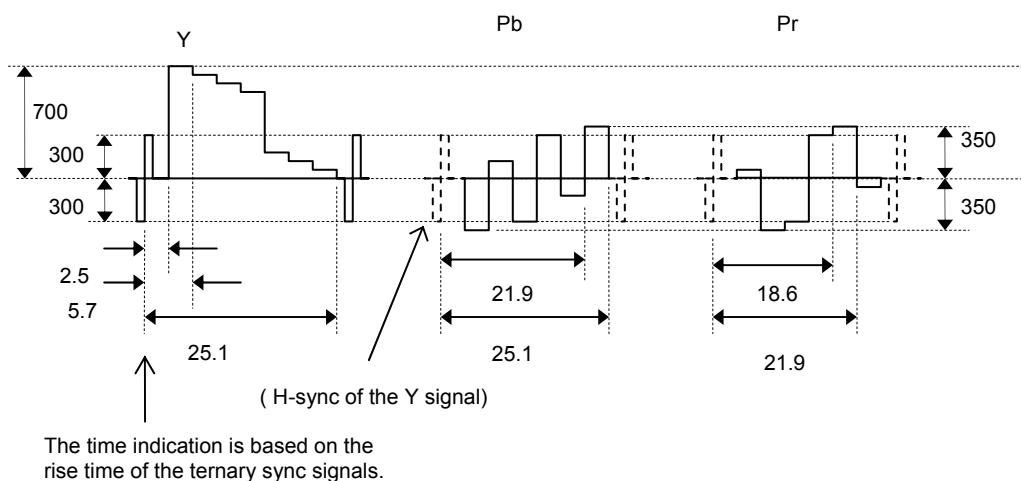 Y
Pb
Pr
700
300
300
350
350
2.5
5.7
25.1
21.9
25.1
18.6
21.9
( H-sync of the Y signal)
The time indication is based on the
rise time of the ternary sync signals.